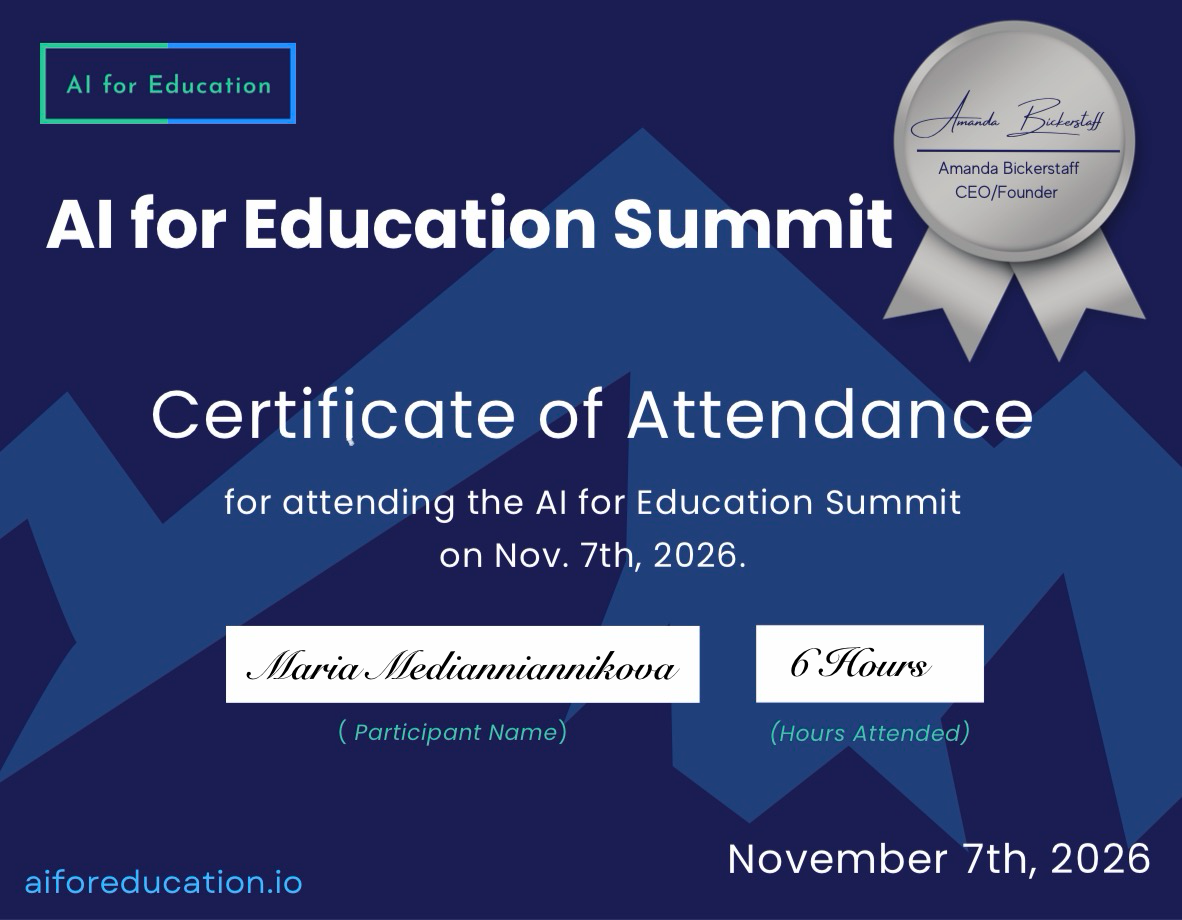 AI for Education
Amanda Bickerstaff
Amanda Bickerstaff
CEO/Founder
AI for Education Summit
Certificate of Attendance
for attending the AI for Education Summit
on Nov. 7th, 2026.
Maria Medianniannikova
6 Hours
( Participant Name)
(Hours Attended)
November 7th, 2026
aiforeducation.io